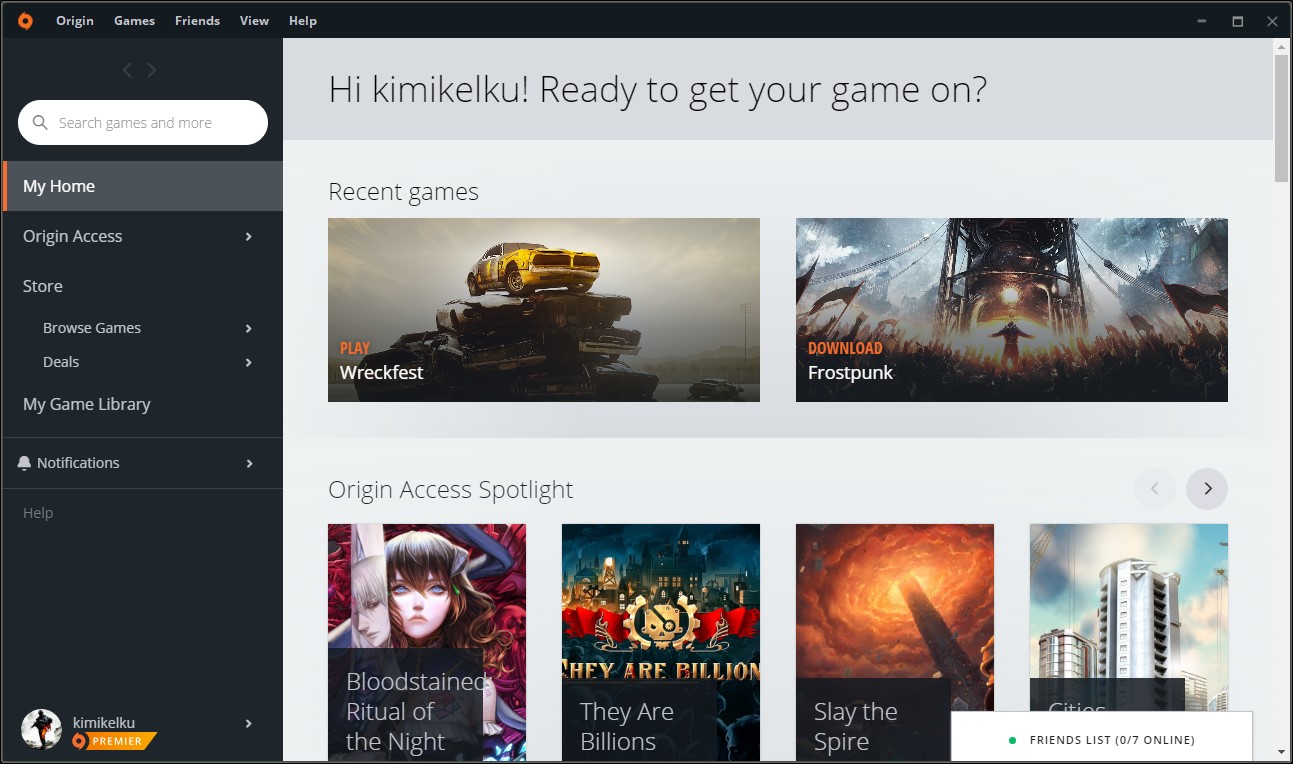 Origin Games Friends View Help
Search games and more
My Home
Origin Access
Store
Browse Games
Deals
My Game Library
Notifications
Help
kimikelku
PREMIER
Hi kimikelku! Ready to get your game on?
Recent games
PLAY
Wreckfest
DOWNLOAD
Frostpunk
Origin Access Spotlight
Bloodstained
Ritual of
the Night
THEY ARE BILLION
They Are
Billions
Slay the
Spire
Cities
FRIENDS LIST (0/7 ONLINE)